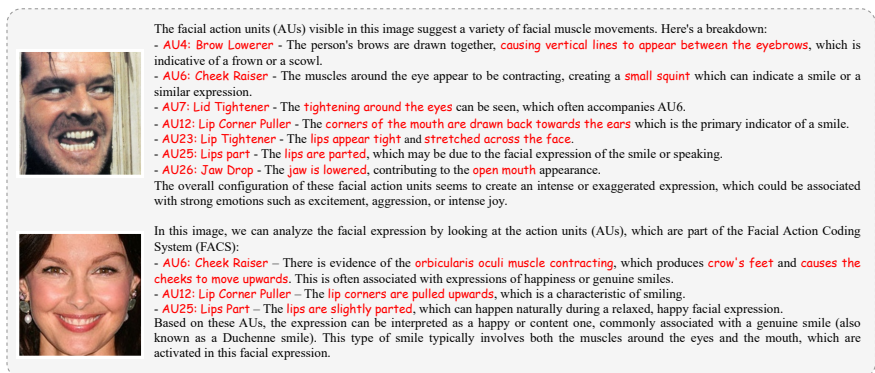 The facial action units (AUs) visible in this image suggest a variety of facial muscle movements. Here's a breakdown:
- AU4: Brow Lowerer - The person's brows are drawn together, causing vertical lines to appear between the eyebrows, which is
indicative of a frown or a scowl.
- AU6: Cheek Raiser - The muscles around the eye appear to be contracting, creating a small squint which can indicate a smile or a
similar expression.
- AU7: Lid Tightener - The tightening around the eyes can be seen, which often accompanies AU6.
- AU12: Lip Corner Puller - The corners of the mouth are drawn back towards the ears which is the primary indicator of a smile.
- AU23: Lip Tightener - The lips appear tight and stretched across the face.
- AU25: Lips part - The lips are parted, which may be due to the facial expression of the smile or speaking.
- AU26: Jaw Drop - The jaw is lowered, contributing to the open mouth appearance.
The overall configuration of these facial action units seems to create an intense or exaggerated expression, which could be associated
with strong emotions such as excitement, aggression, or intense joy.
In this image, we can analyze the facial expression by looking at the action units (AUs), which are part of the Facial Action Coding
System (FACS):
- AU6: Cheek Raiser – There is evidence of the orbicularis oculi muscle contracting, which produces crow's feet and causes the
cheeks to move upwards. This is often associated with expressions of happiness or genuine smiles.
- AU12: Lip Corner Puller – The lip corners are pulled upwards, which is a characteristic of smiling.
- AU25: Lips Part – The lips are slightly parted, which can happen naturally during a relaxed, happy facial expression.
Based on these AUs, the expression can be interpreted as a happy or content one, commonly associated with a genuine smile (also
known as a Duchenne smile). This type of smile typically involves both the muscles around the eyes and the mouth, which are
activated in this facial expression.